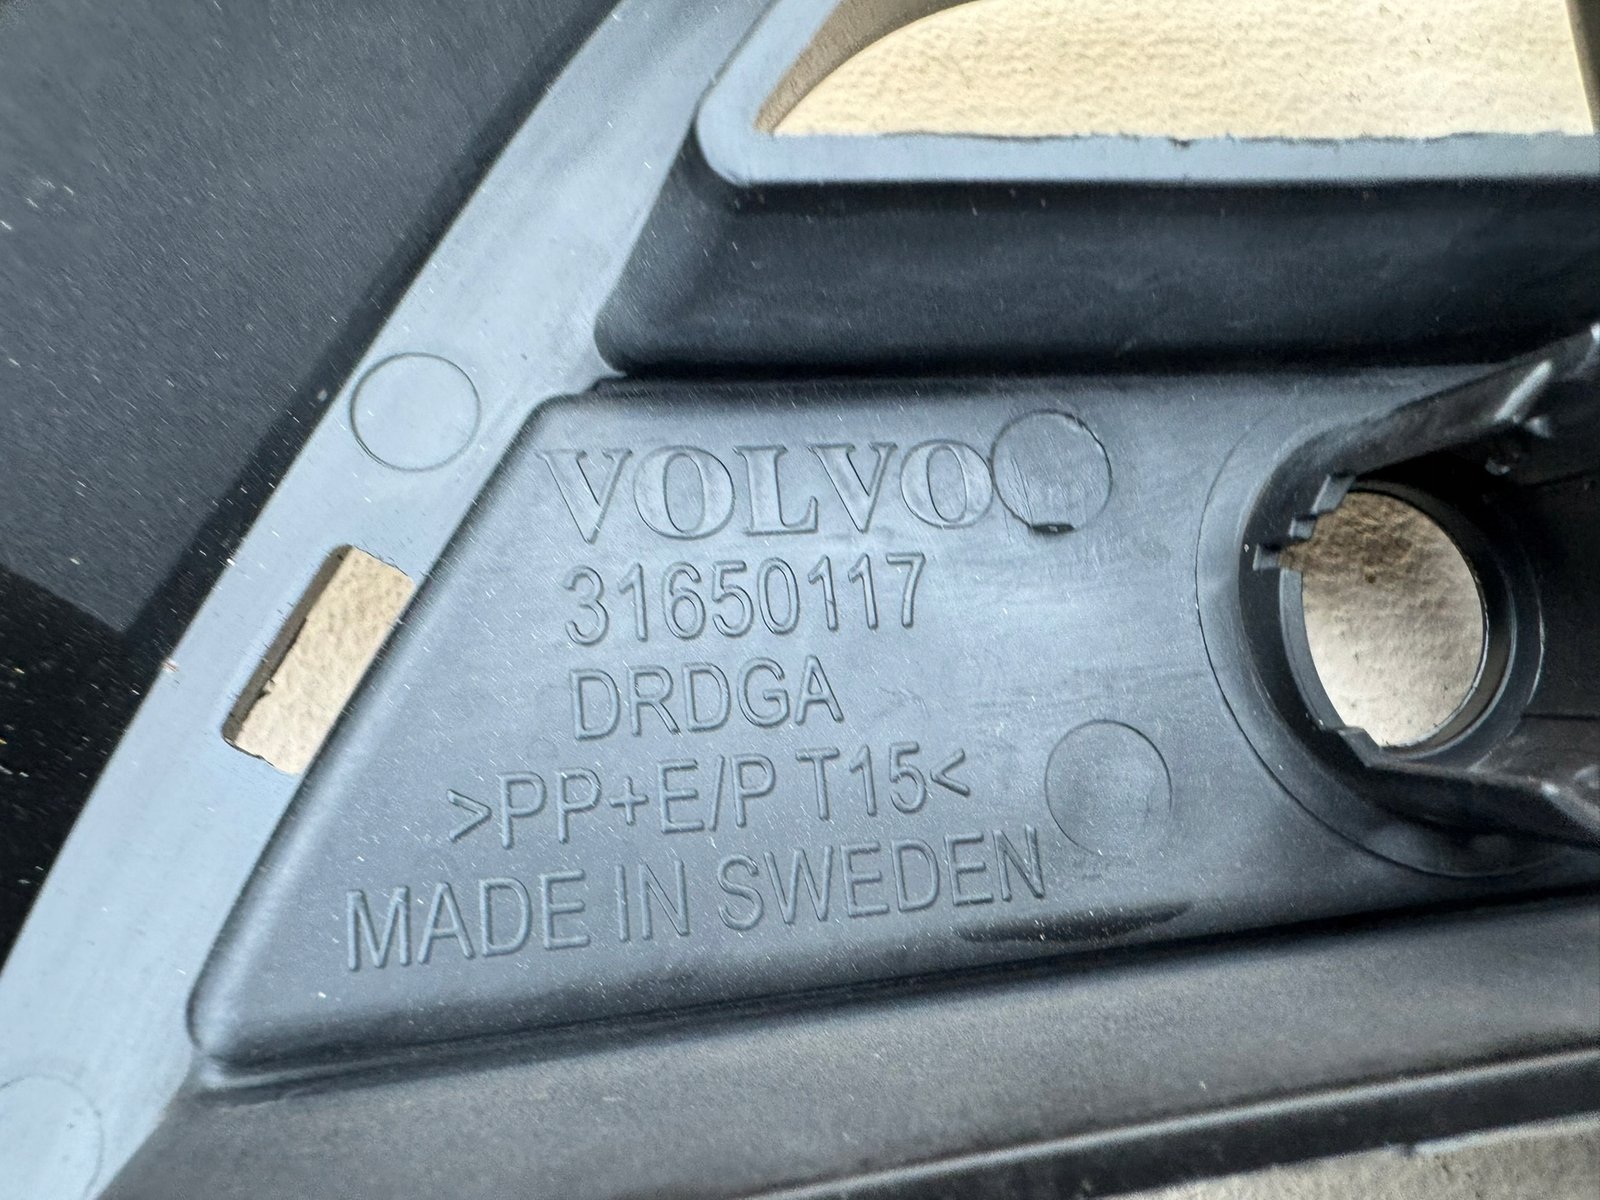 VOLVO
31650117
DRDGA
>PP+E/P T15<
MADE IN SWEDEN